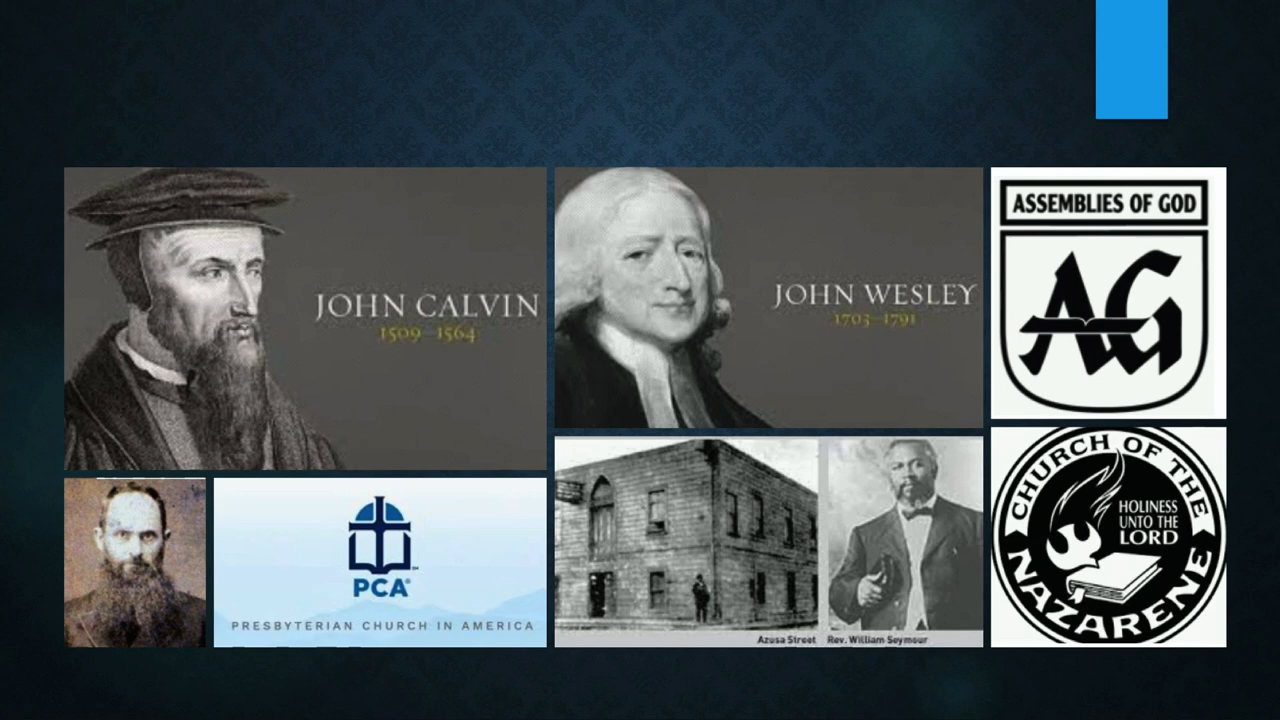 JOHN CALVIN
1509–1564
JOHN WESLEY
1703–1791
ASSEMBLIES OF GOD
AG
PCA®
PRESBYTERIAN CHURCH IN AMERICA
Azusa Street
Rev. William Seymour
CHURCH OF THE
HOLINESS
UNTO THE
LORD
NAZARENE